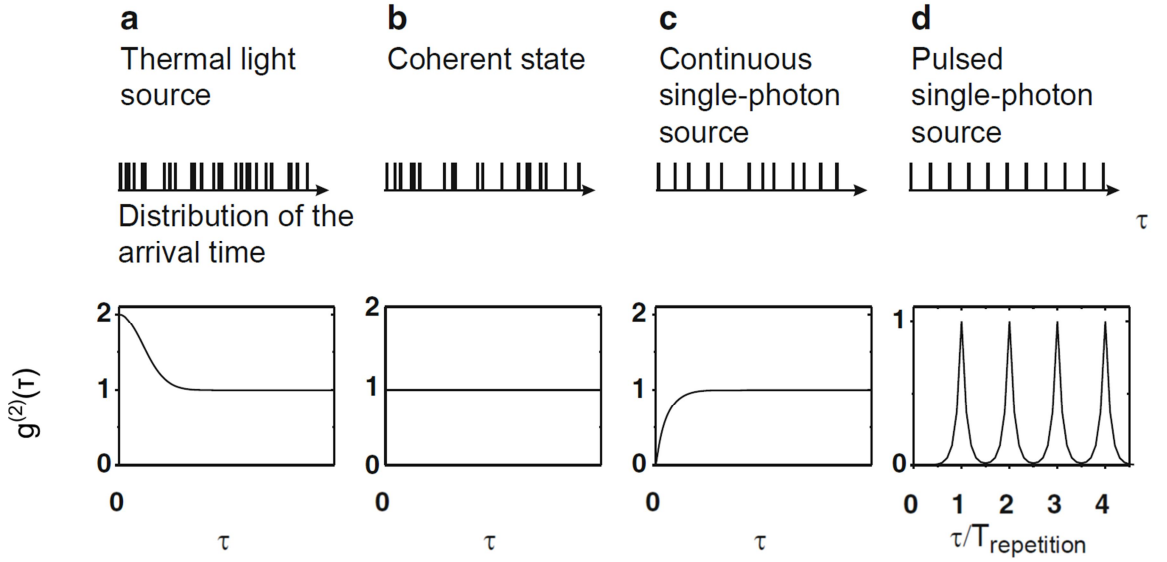 a
Thermal light
source
b
Coherent state
c
Continuous
single-photon
source
d
Pulsed
single-photon
source
Distribution of the
arrival time
τ
g(2)(τ)
2
1
0
0
τ
2
1
0
0
τ
2
1
0
0
τ
1
0
0 1 2 3 4
τ/Trepetition